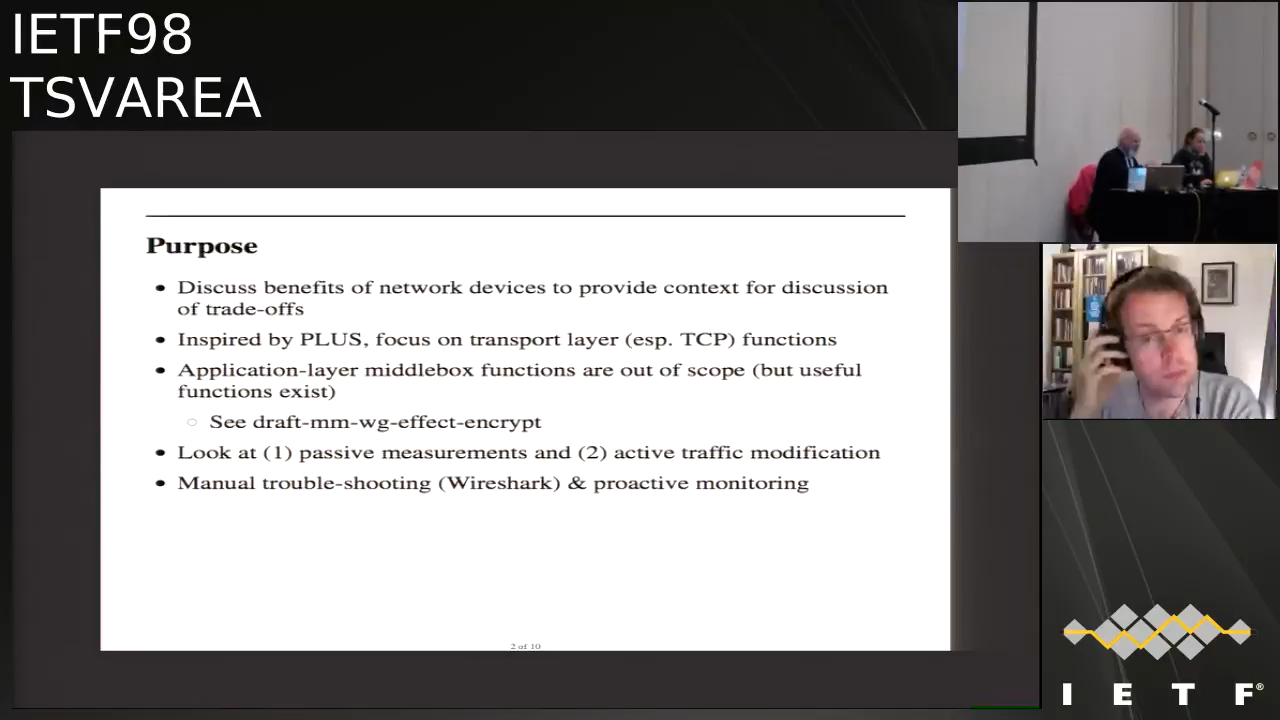 IETF98
TSVAREA
Purpose
• Discuss benefits of network devices to provide context for discussion
of trade-offs
• Inspired by PLUS, focus on transport layer (esp. TCP) functions
• Application-layer middlebox functions are out of scope (but useful
functions exist)
○ See draft-mm-wg-effect-encrypt
• Look at (1) passive measurements and (2) active traffic modification
• Manual trouble-shooting (Wireshark) & proactive monitoring
2 of 10
I E T F®